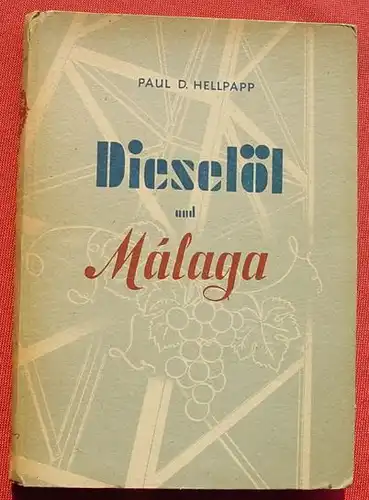 PAUL D. HELLPAPP
Dieselöl
und
Málaga